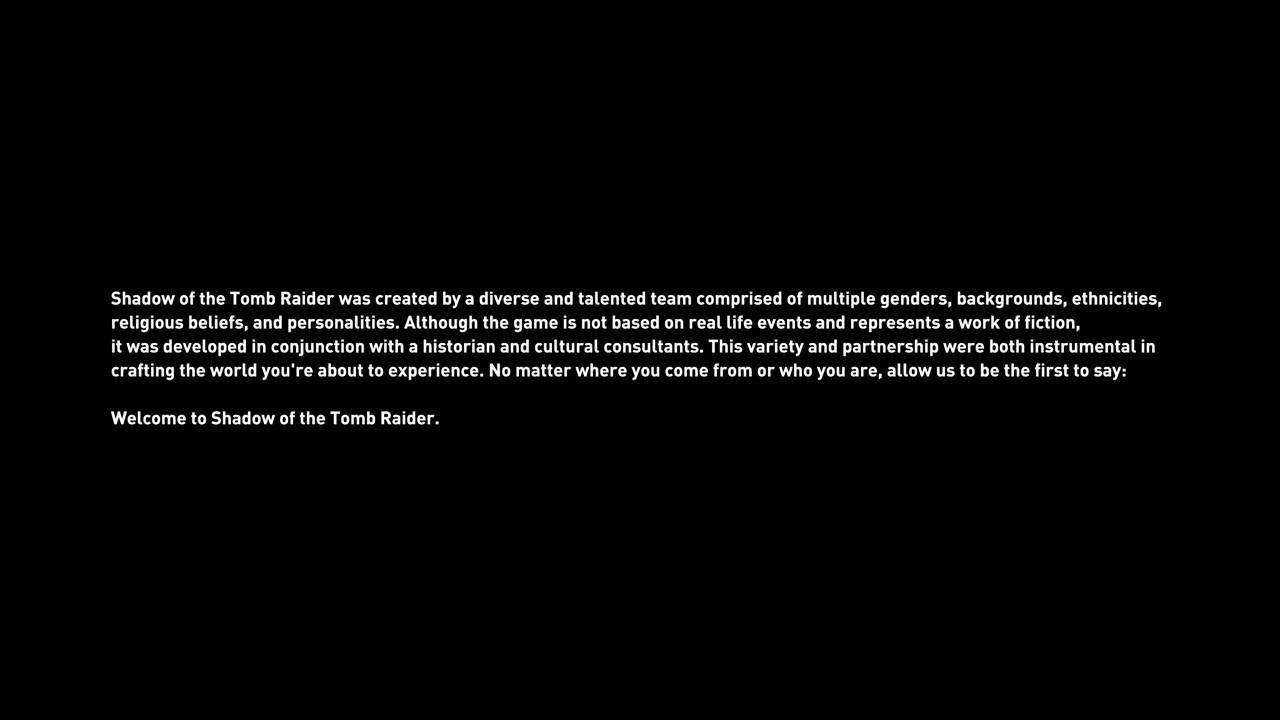 Shadow of the Tomb Raider was created by a diverse and talented team comprised of multiple genders, backgrounds, ethnicities,
religious beliefs, and personalities. Although the game is not based on real life events and represents a work of fiction,
it was developed in conjunction with a historian and cultural consultants. This variety and partnership were both instrumental in
crafting the world you're about to experience. No matter where you come from or who you are, allow us to be the first to say:
Welcome to Shadow of the Tomb Raider.